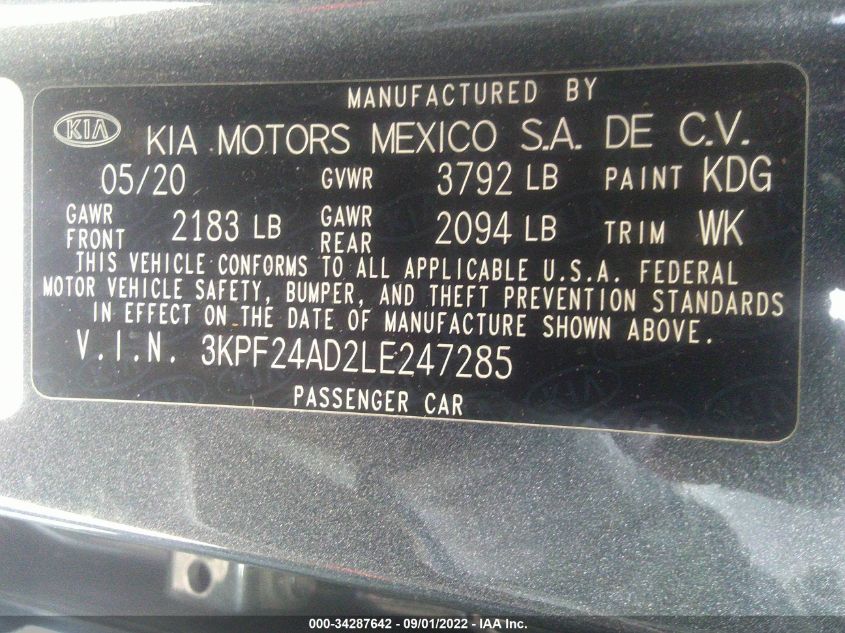 MANUFACTURED BY
KIA KIA MOTORS MEXICO S.A. DE C.V.
05/20 GVWR 3792 LB PAINT KDG
GAWR FRONT 2183 LB GAWR REAR 2094 LB TRIM WK
THIS VEHICLE CONFORMS TO ALL APPLICABLE U.S.A. FEDERAL
MOTOR VEHICLE SAFETY, BUMPER, AND THEFT PREVENTION STANDARDS
IN EFFECT ON THE DATE OF MANUFACTURE SHOWN ABOVE.
V.I.N. 3KPF24AD2LE247285
PASSENGER CAR
000-34287642 - 09/01/2022 - IAA Inc.